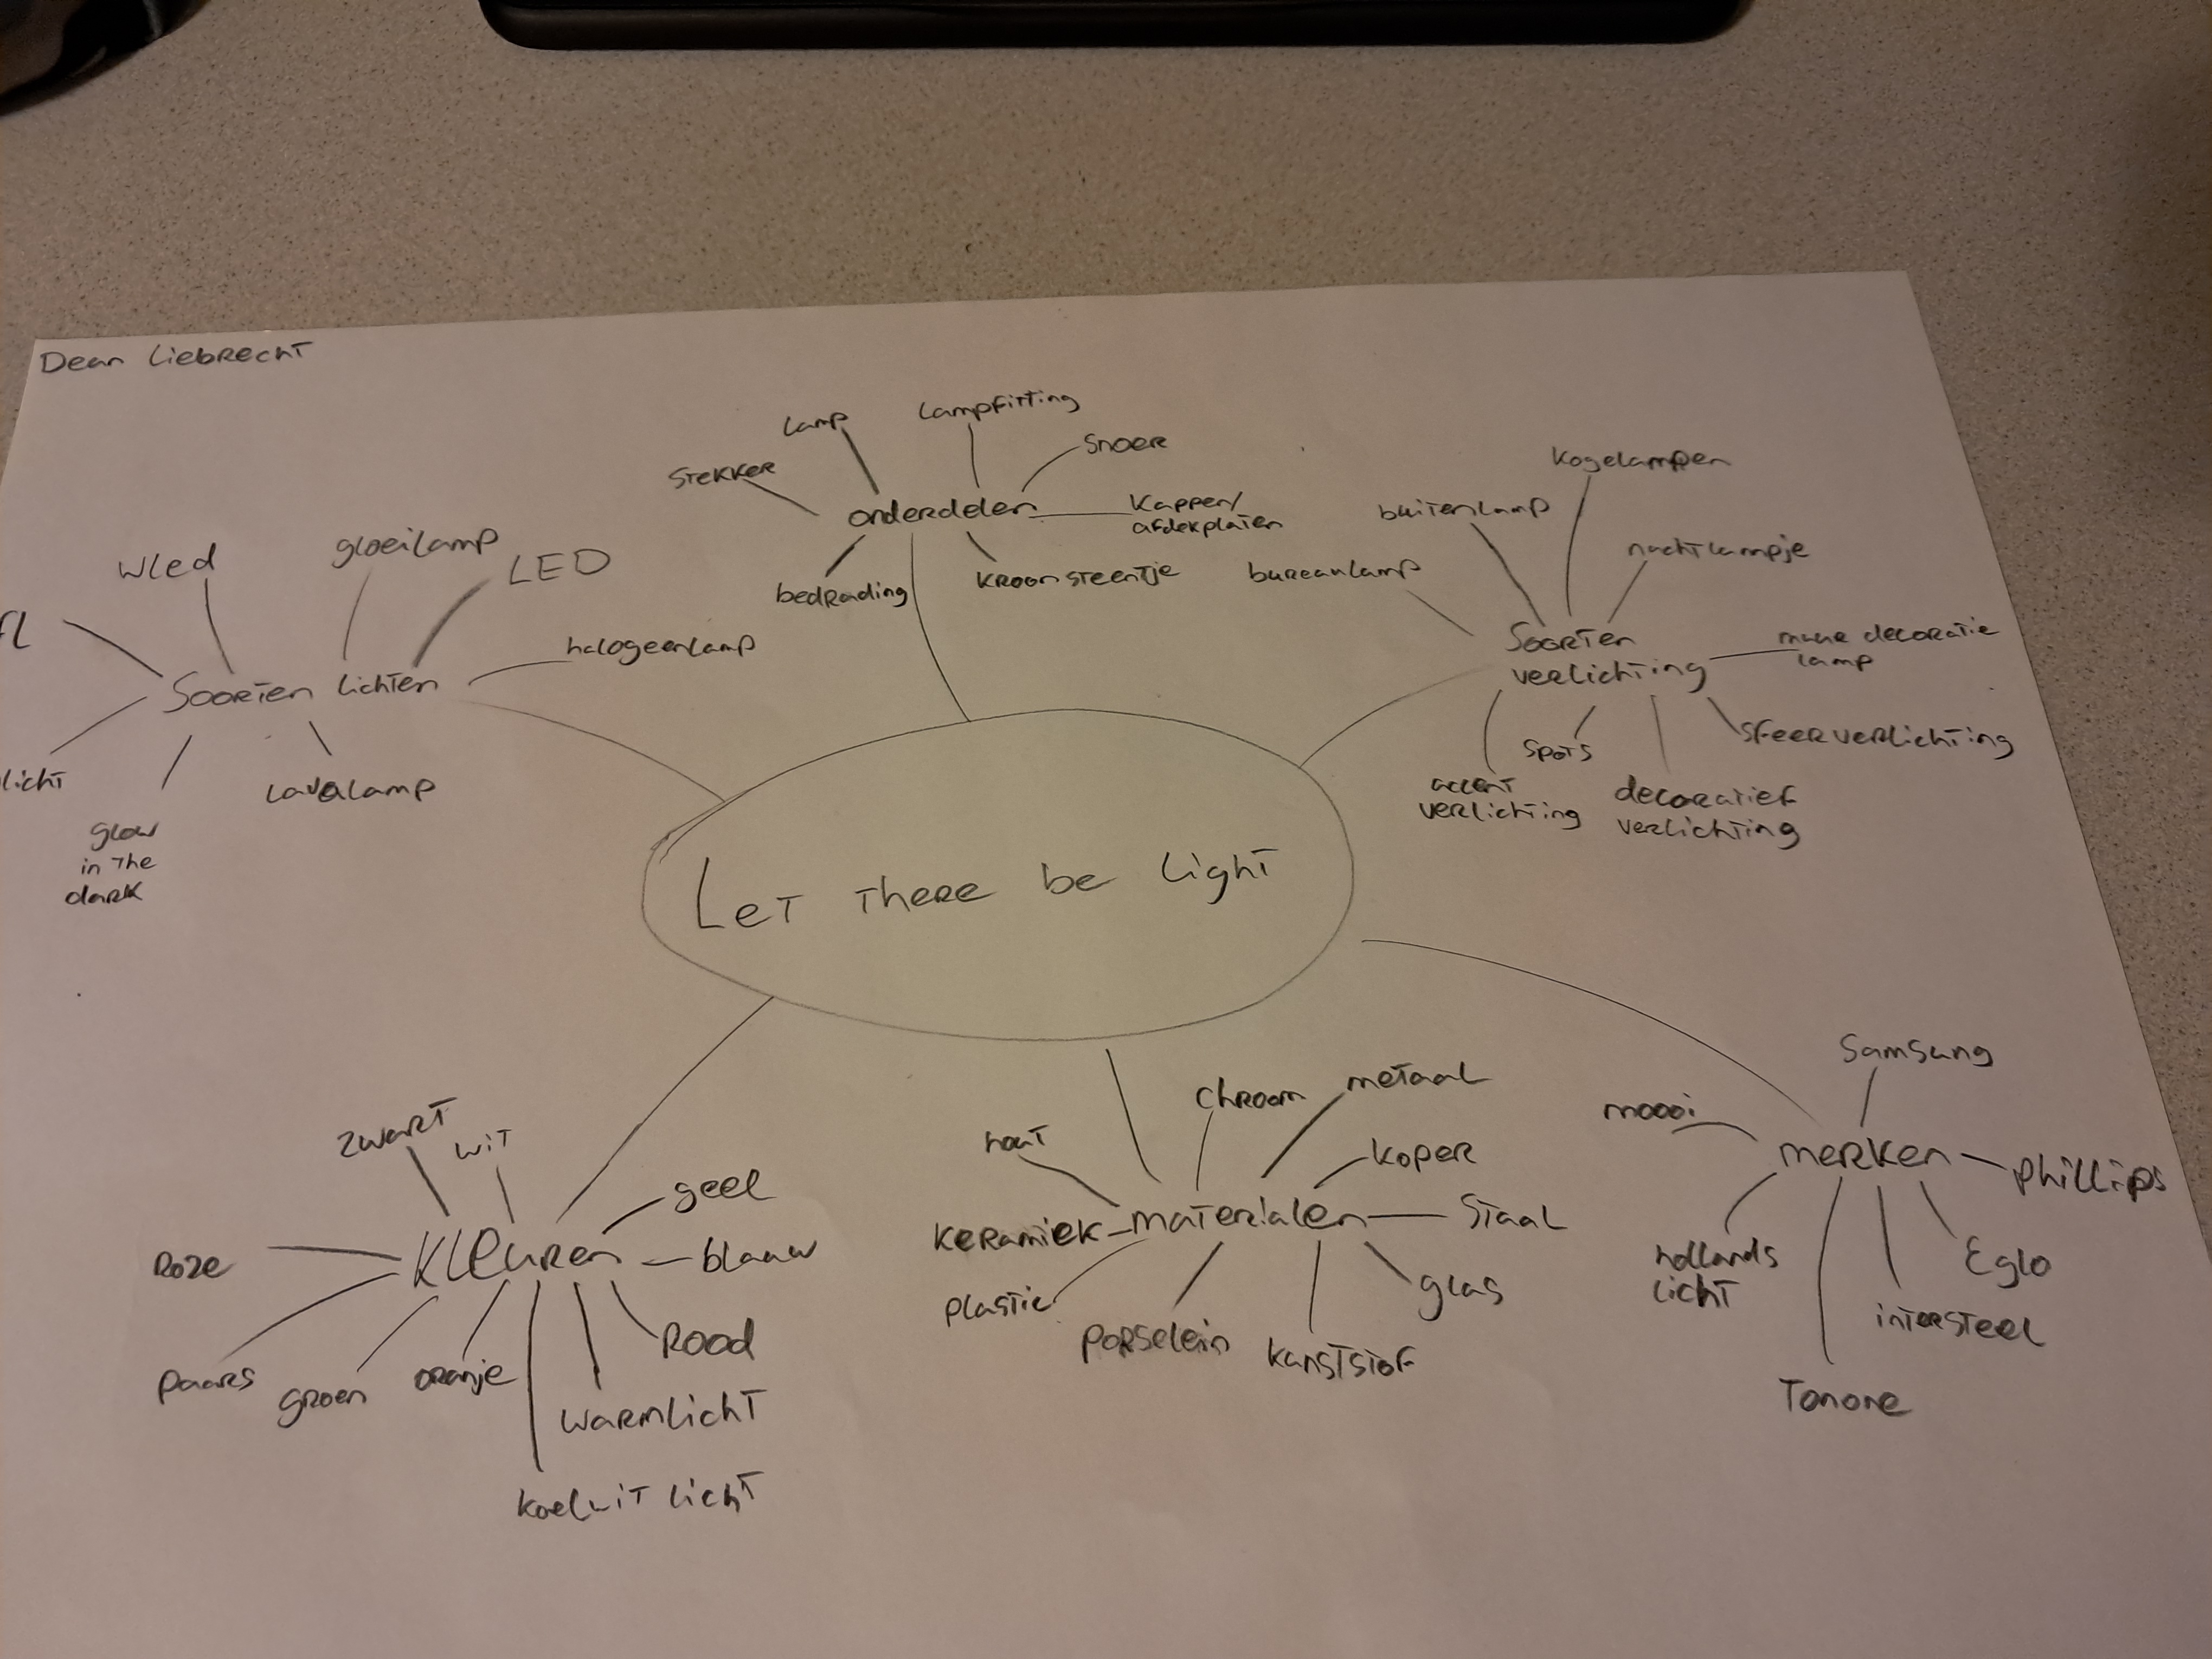 Dean Liebrecht
Lamp
Lampfitting
Snoer
Stekker
onderdelen
Kappen/
afdekplaten
bedrading
kroonsteentje
Kogelampen
buitenlamp
nachtlampje
bureaulamp
Soorten
verlichting
decoratie
lamp
sfeerverlichting
spots
accent
verlichting
decoratief
verlichting
wled
gloeilamp
LED
halogeenlamp
FL
Soorten lichten
licht
Lavalamp
glow
in the
dark
Let there be Light
zwart
wit
geel
Roze
Kleuren
blauw
paars
groen
oranje
Rood
warmlicht
koelwit licht
chroom
metaal
hout
koper
keramiek
materialen
Staal
plastic
porselein
kunststof
glas
Samsung
moooi
merken
phillips
hollands
licht
Eglo
intersteel
Tonone